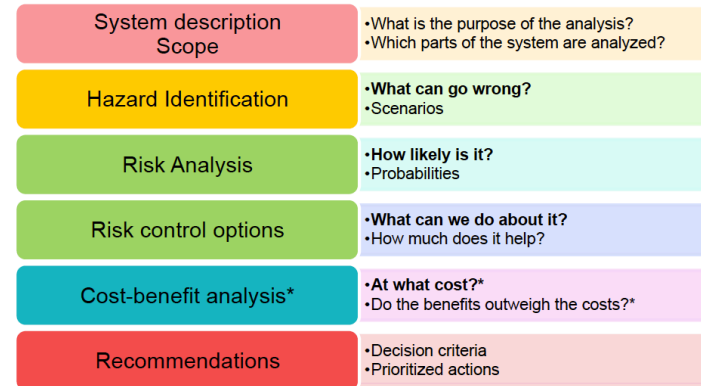 System description
Scope
•What is the purpose of the analysis?
•Which parts of the system are analyzed?
Hazard Identification
•What can go wrong?
•Scenarios
Risk Analysis
•How likely is it?
•Probabilities
Risk control options
•What can we do about it?
•How much does it help?
Cost-benefit analysis*
•At what cost?*
•Do the benefits outweigh the costs?*
Recommendations
•Decision criteria
•Prioritized actions